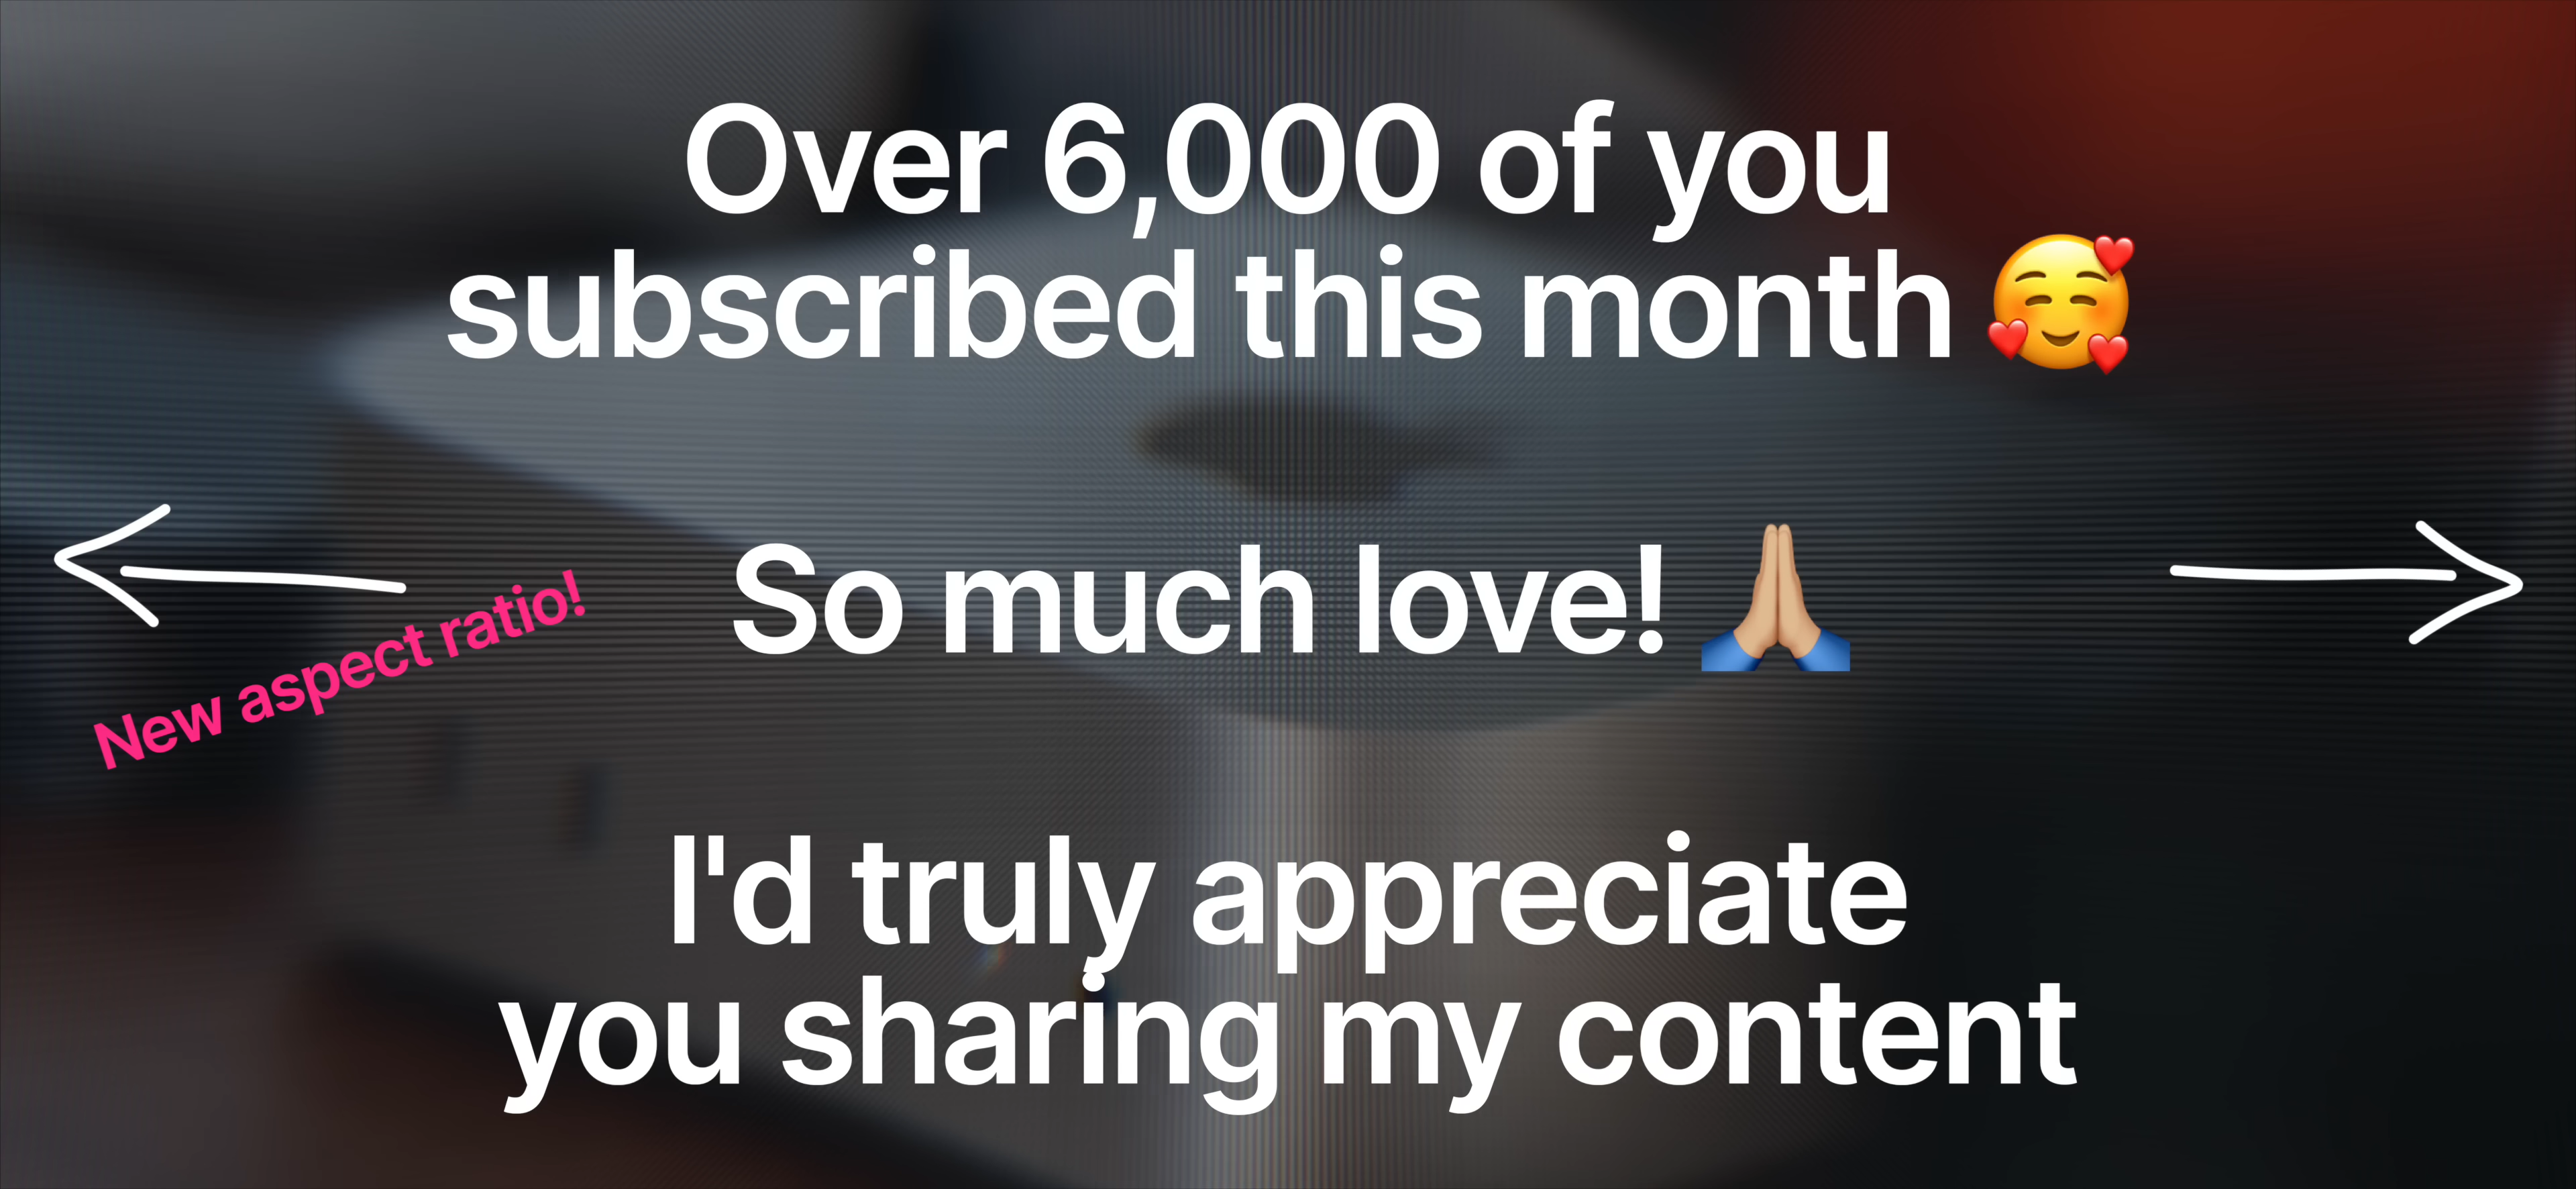 Over 6,000 of you
subscribed this month 🥰
So much love! 🙏🏼
New aspect ratio!
I'd truly appreciate
you sharing my content